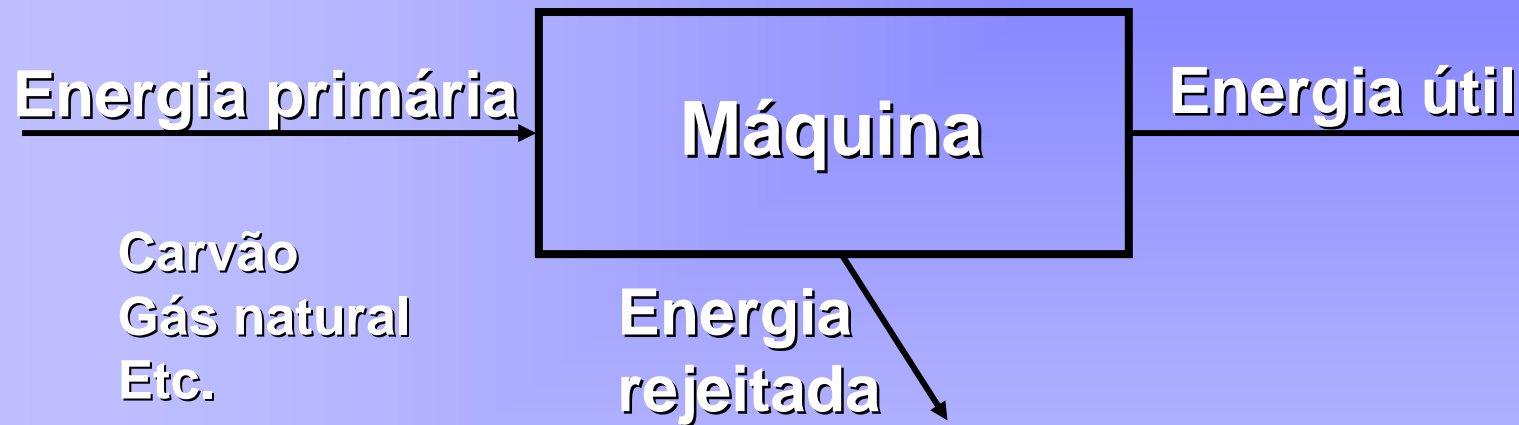 Energia primária
Máquina
Energia útil
Carvão
Gás natural
Etc.
Energia
rejeitada